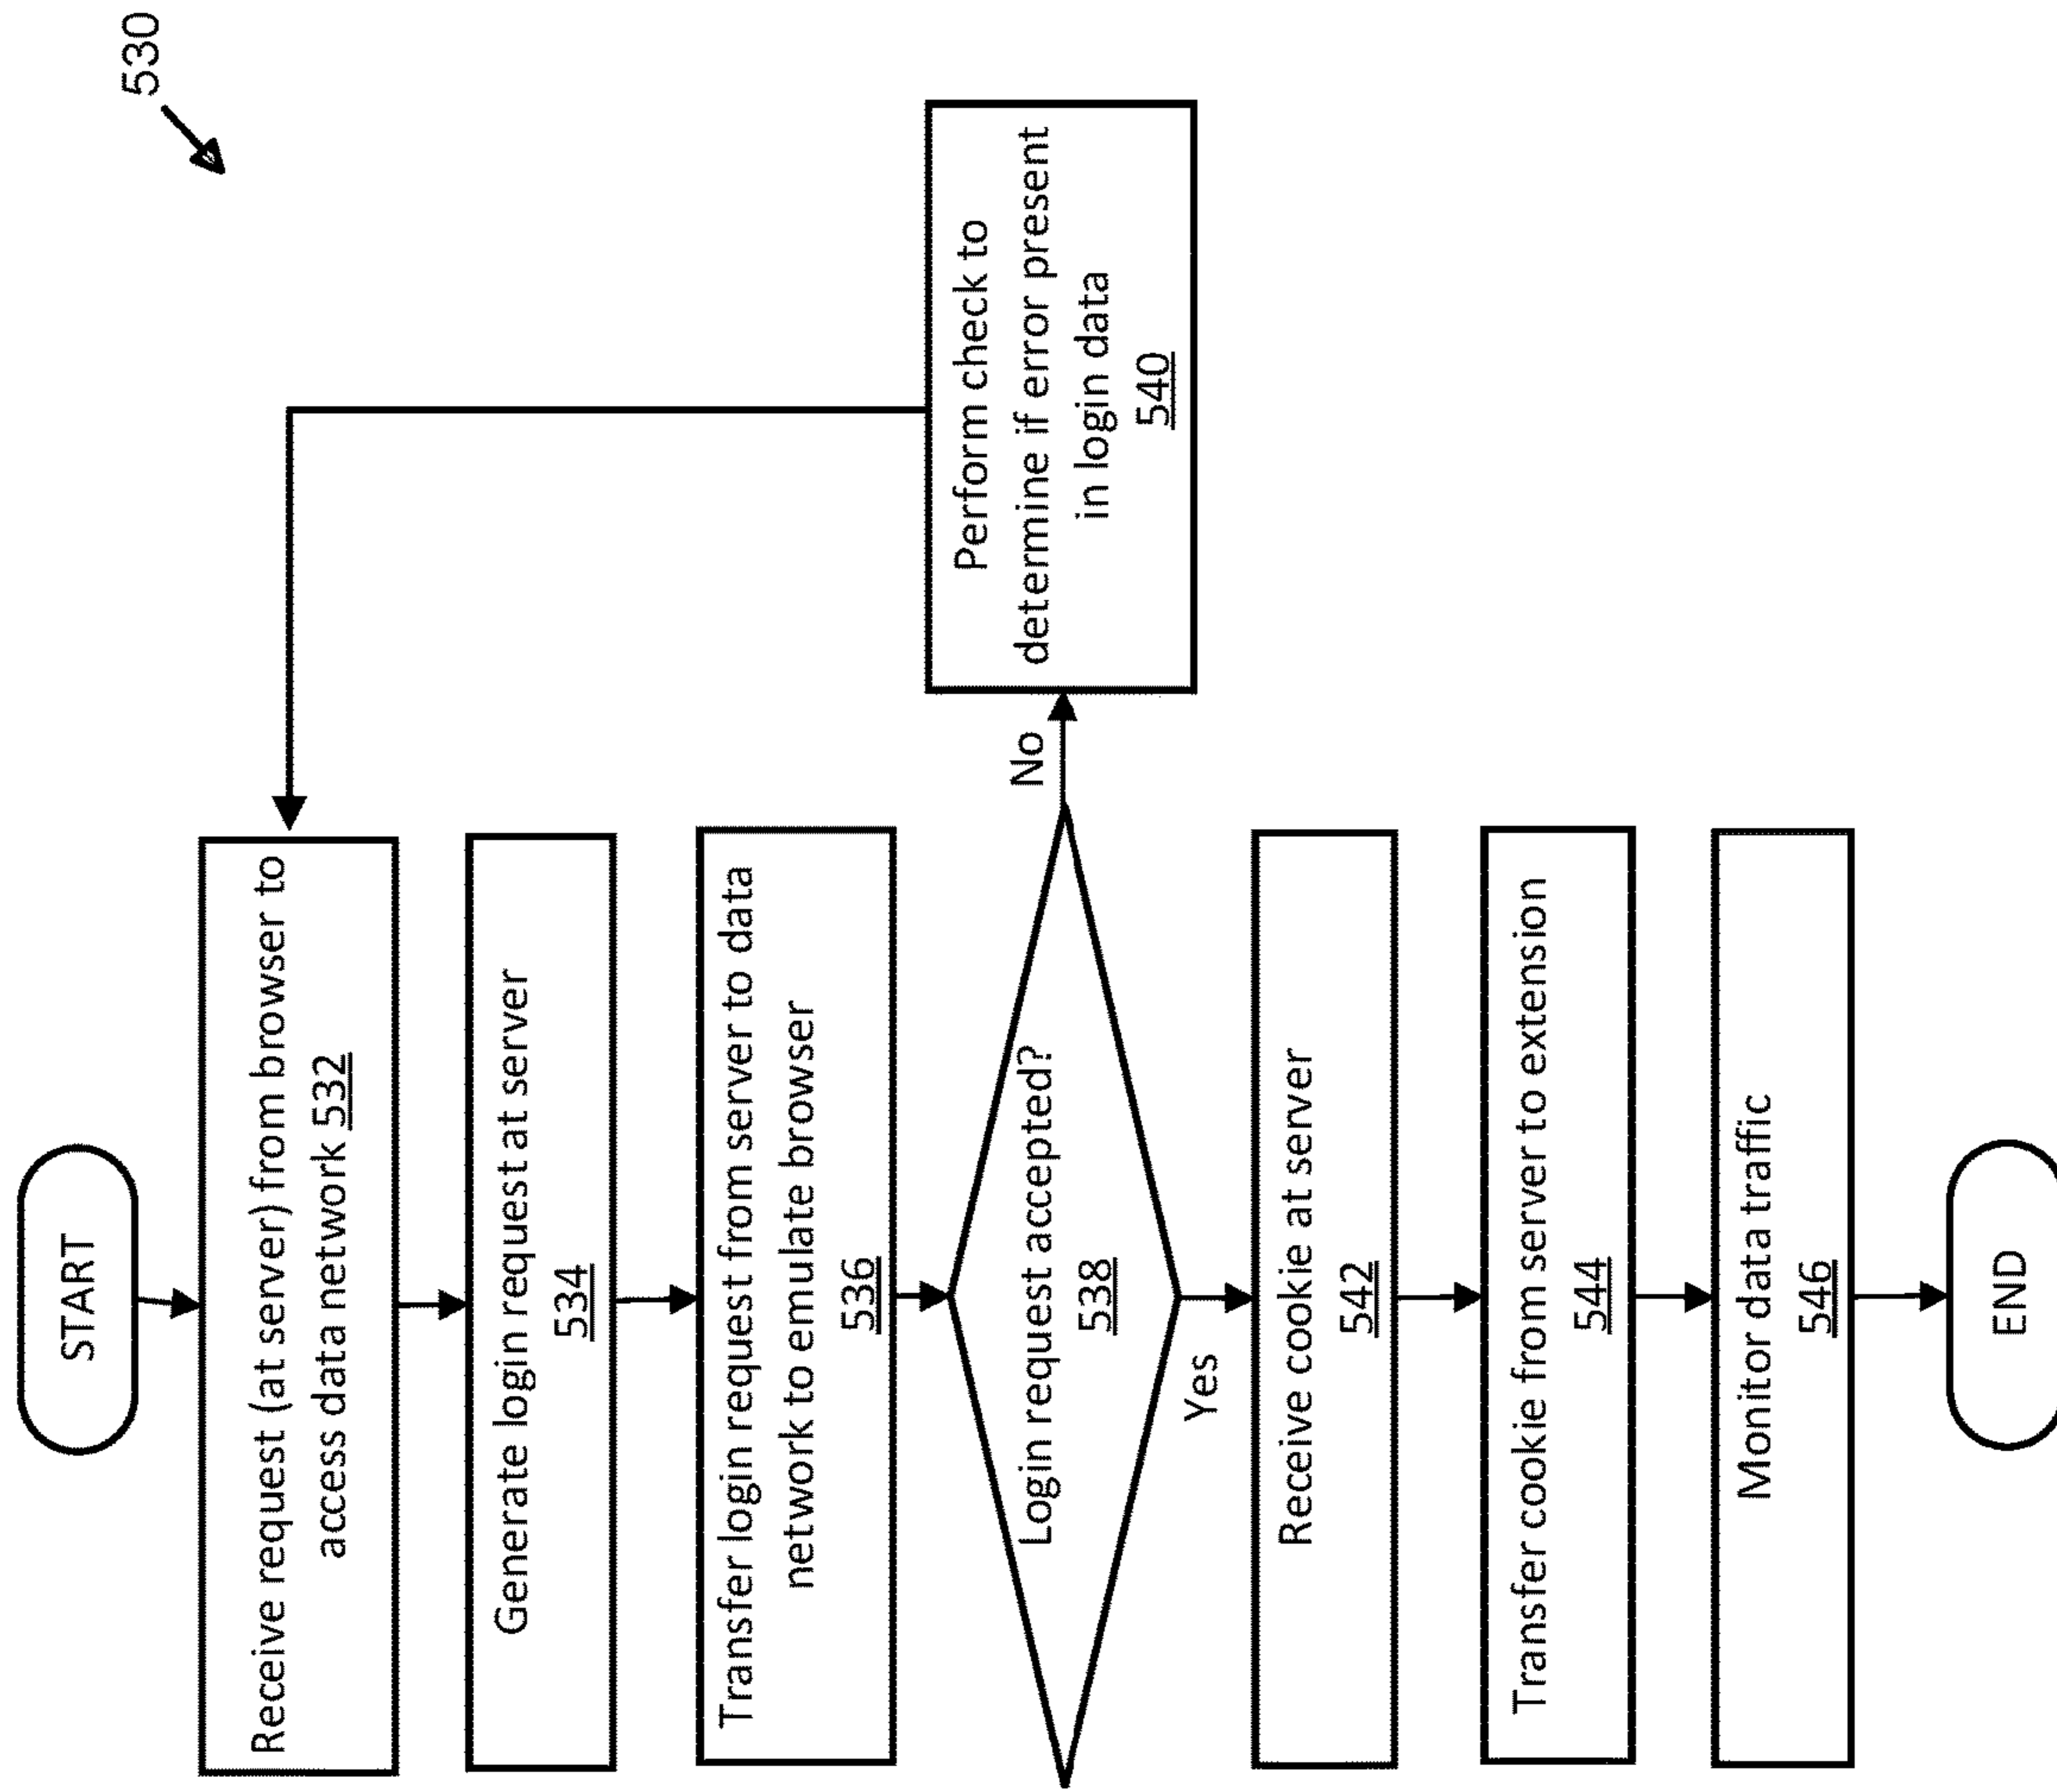 530
START
Receive request (at server) from browser to
access data network 532
Generate login request at server
534
Transfer login request from server to data
network to emulate browser
536
Login request accepted?
538
No
Perform check to
determine if error present
in login data
540
Yes
Receive cookie at server
542
Transfer cookie from server to extension
544
Monitor data traffic
546
END